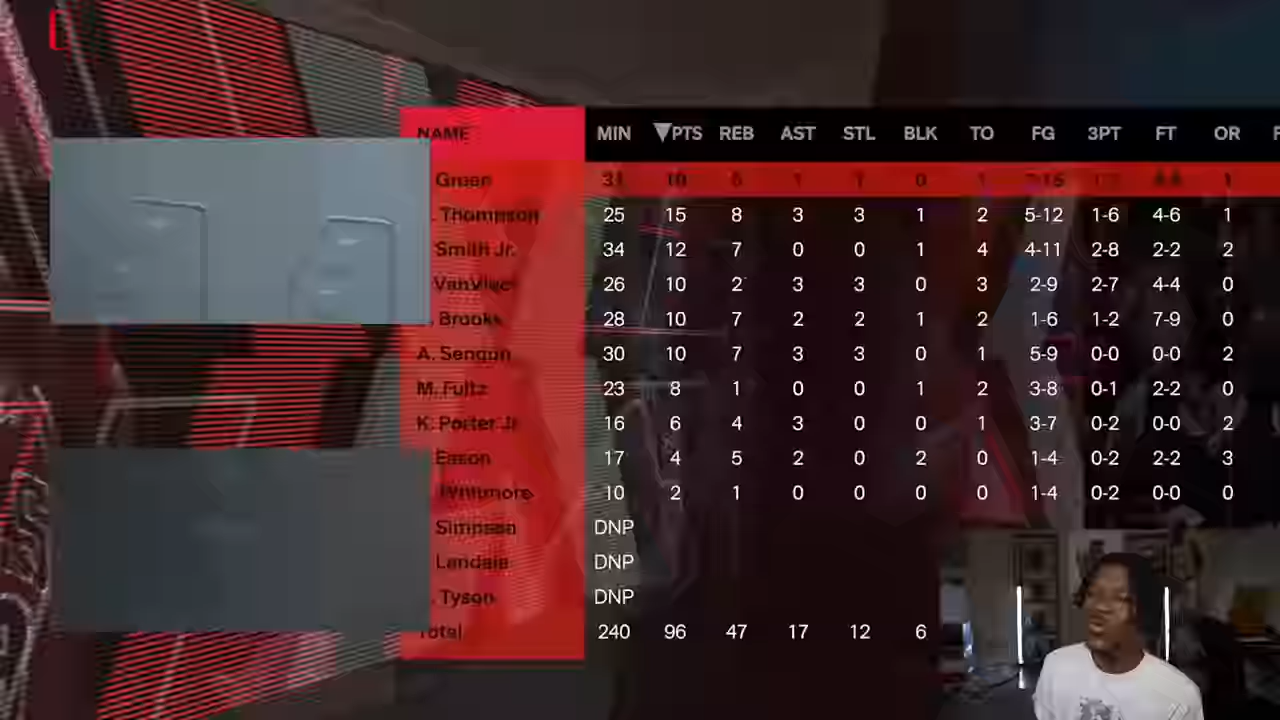 NAME MIN ▼PTS REB AST STL BLK TO FG 3PT FT OR
Green 31 1 1 0 1 1
. Thompson 25 15 8 3 3 1 2 5-12 1-6 4-6 1
Smith Jr. 34 12 7 0 0 1 4 4-11 2-8 2-2 2
VanVleet 26 10 2 3 3 0 3 2-9 2-7 4-4 0
. Brooks 28 10 7 2 2 1 2 1-6 1-2 7-9 0
A. Sengun 30 10 7 3 3 0 1 5-9 0-0 0-0 2
M. Fultz 23 8 1 0 0 1 2 3-8 0-1 2-2 0
K. Porter Jr. 16 6 4 3 0 0 1 3-7 0-2 0-0 2
Eason 17 4 5 2 0 2 0 1-4 0-2 2-2 3
Whitmore 10 2 1 0 0 0 0 1-4 0-2 0-0 0
Simpson DNP
Landale DNP
. Tyson DNP
Total 240 96 47 17 12 6